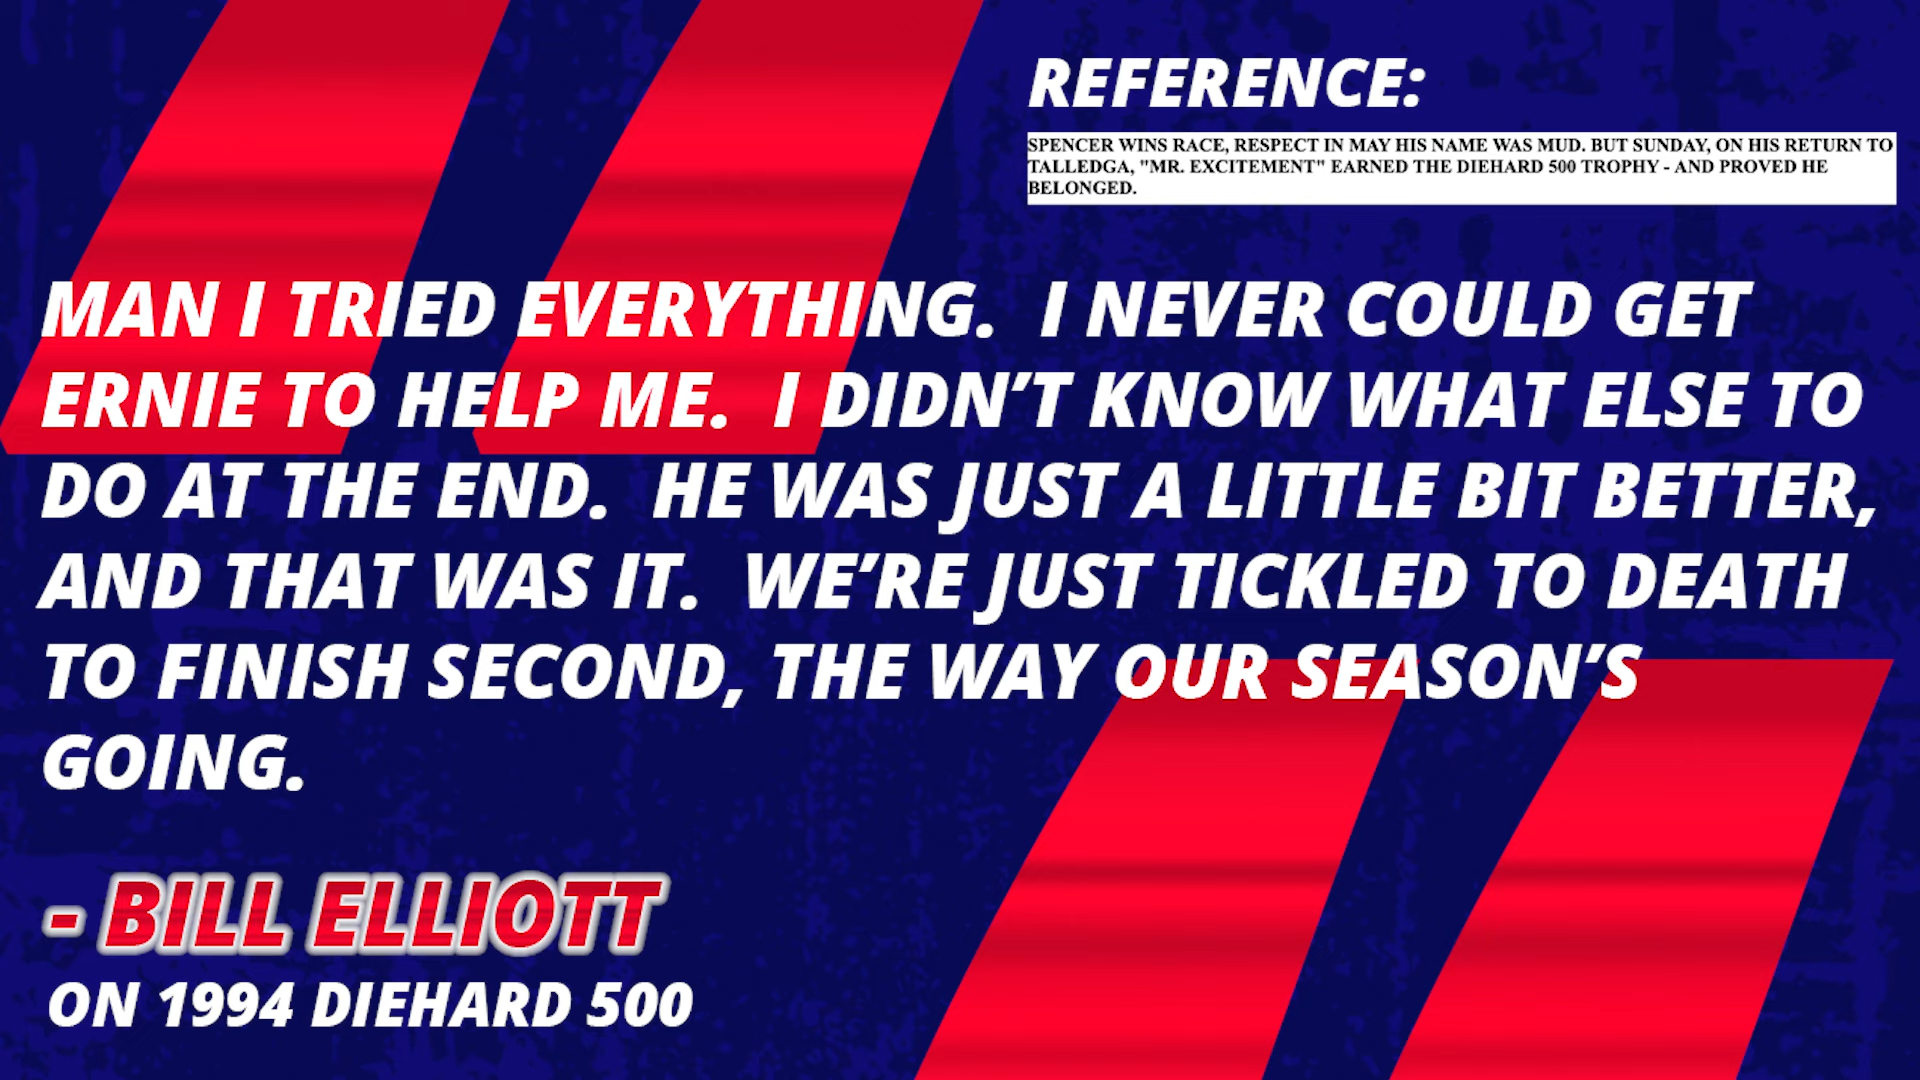 REFERENCE:
SPENCER WINS RACE, RESPECT IN MAY HIS NAME WAS MUD. BUT SUNDAY, ON HIS RETURN TO
TALLEDGA, "MR. EXCITEMENT" EARNED THE DIEHARD 500 TROPHY - AND PROVED HE
BELONGED.
MAN I TRIED EVERYTHING. I NEVER COULD GET
ERNIE TO HELP ME. I DIDN'T KNOW WHAT ELSE TO
DO AT THE END. HE WAS JUST A LITTLE BIT BETTER,
AND THAT WAS IT. WE'RE JUST TICKLED TO DEATH
TO FINISH SECOND, THE WAY OUR SEASON'S
GOING.
- BILL ELLIOTT
ON 1994 DIEHARD 500